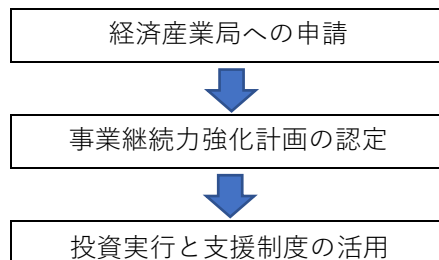 経済産業局への申請
事業継続力強化計画の認定
投資実行と支援制度の活用